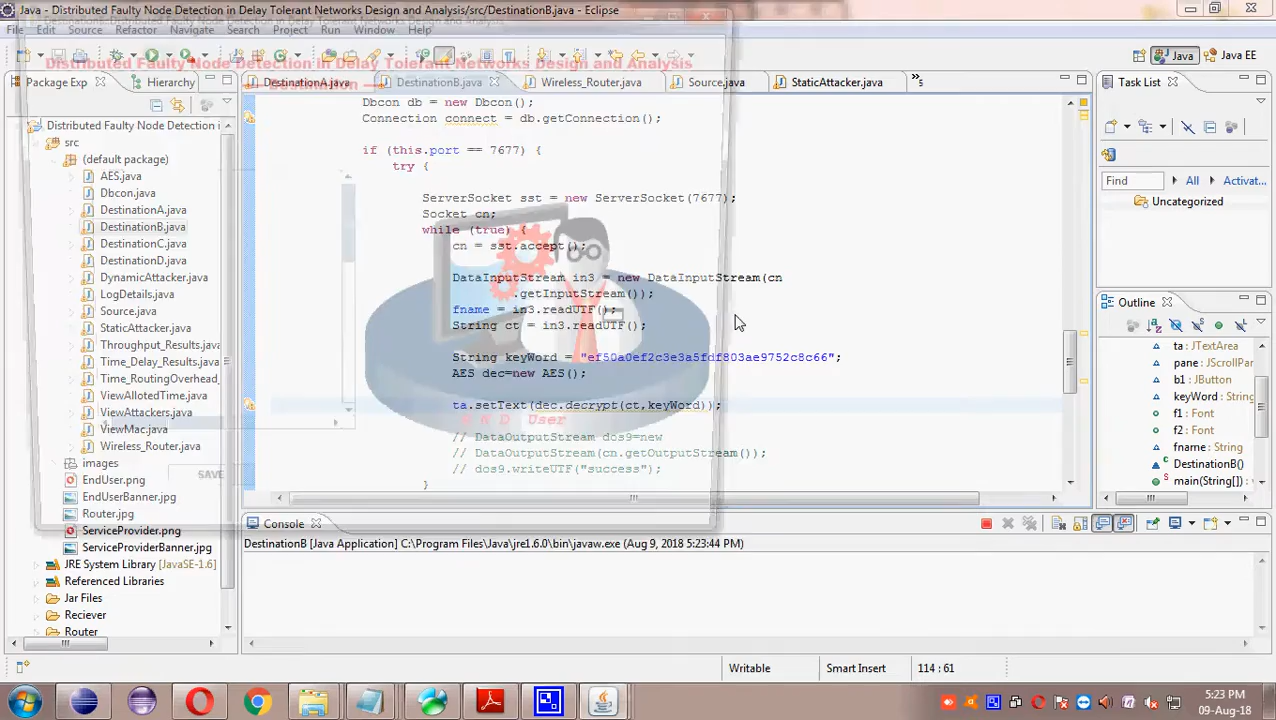 Java - Distributed Faulty Node Detection in Delay Tolerant Networks Design and Analysis/src/DestinationB.java - Eclipse
File Edit Source Refactor Navigate Search Project Run Window Help
Distributed Faulty Node Detection in Delay Tolerant Networks Design and Analysis
Destination
Java
Java EE
Package Exp
Hierarchy
DestinationA.java
DestinationB.java
Wireless_Router.java
Source.java
StaticAttacker.java
»5
Task List
Distributed Faulty Node Detection in
src
(default package)
AES.java
Dbcon.java
DestinationA.java
DestinationB.java
DestinationC.java
DestinationD.java
DynamicAttacker.java
LogDetails.java
Source.java
StaticAttacker.java
Throughput_Results.java
Time_Delay_Results.java
Time_RoutingOverhead_
ViewAllotedTime.java
ViewAttackers.java
ViewMac.java
Wireless_Router.java
images
EndUser.png
EndUserBanner.jpg
Router.jpg
ServiceProvider.png
ServiceProviderBanner.jpg
JRE System Library [JavaSE-1.6]
Referenced Libraries
Jar Files
Reciever
Router
SAVE
Dbcon db = new Dbcon();
Connection connect = db.getConnection();
if (this.port == 7677) {
try {
ServerSocket sst = new ServerSocket(7677);
Socket cn;
while (true) {
cn = sst.accept();
DataInputStream in3 = new DataInputStream(cn
.getInputStream());
fname = in3.readUTF();
String ct = in3.readUTF();
String keyWord = "ef50a0ef2c3e3a5fdf803ae9752c8c66";
AES dec=new AES();
ta.setText(dec.decrypt(ct,keyWord));
User
// DataOutputStream dos9=new
// DataOutputStream(cn.getOutputStream());
// dos9.writeUTF("success");
}
Find
All
Activat...
Uncategorized
Outline
ta : JTextArea
pane : JScrollPar
b1 : JButton
keyWord : String
f1 : Font
f2 : Font
fname : String
DestinationB()
main(String[])
Console
DestinationB [Java Application] C:\Program Files\Java\jre1.6.0\bin\javaw.exe (Aug 9, 2018 5:23:44 PM)
Writable
Smart Insert
114 : 61
5:23 PM
09-Aug-18